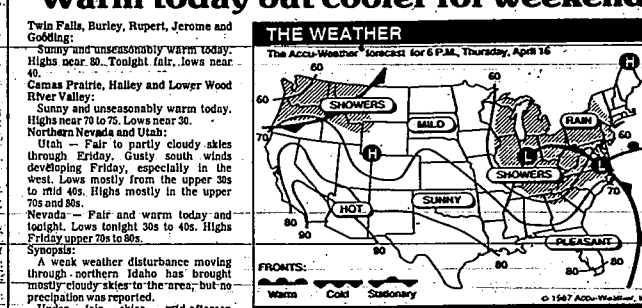 Warm today but cooler for weekend
Twin Falls, Burley, Rupert, Jerome and
Gooding:
Sunny and unseasonably warm today.
Highs near 80. Tonight fair, lows near
40.
Camas Prairie, Hailey and Lower Wood
River Valley:
Sunny and unseasonably warm today.
Highs near 70 to 75. Lows near 30.
Northern Nevada and Utah:
Utah — Fair to partly cloudy skies
through Friday. Gusty south winds
developing Friday, especially in the
west. Lows mostly from the upper 30s
to mid 40s. Highs mostly in the upper
70s and 80s.
Nevada — Fair and warm today and
tonight. Lows tonight 30s to 40s. Highs
Friday upper 70s to 80s.
Synopsis:
A weak weather disturbance moving
through northern Idaho has brought
mostly cloudy skies to the area, but no
precipation was reported.
THE WEATHER
The Accu-Weather forecast for 6 P.M., Thursday, April 16
60
60
H
60
SHOWERS
MILD
RAIN
60
70
H
L
L
SHOWERS
70
HOT
SUNNY
PLEASANT
80
90
80
80
80
80
FRONTS:
Warm Cold Stationary
© 1987 Accu-Weather